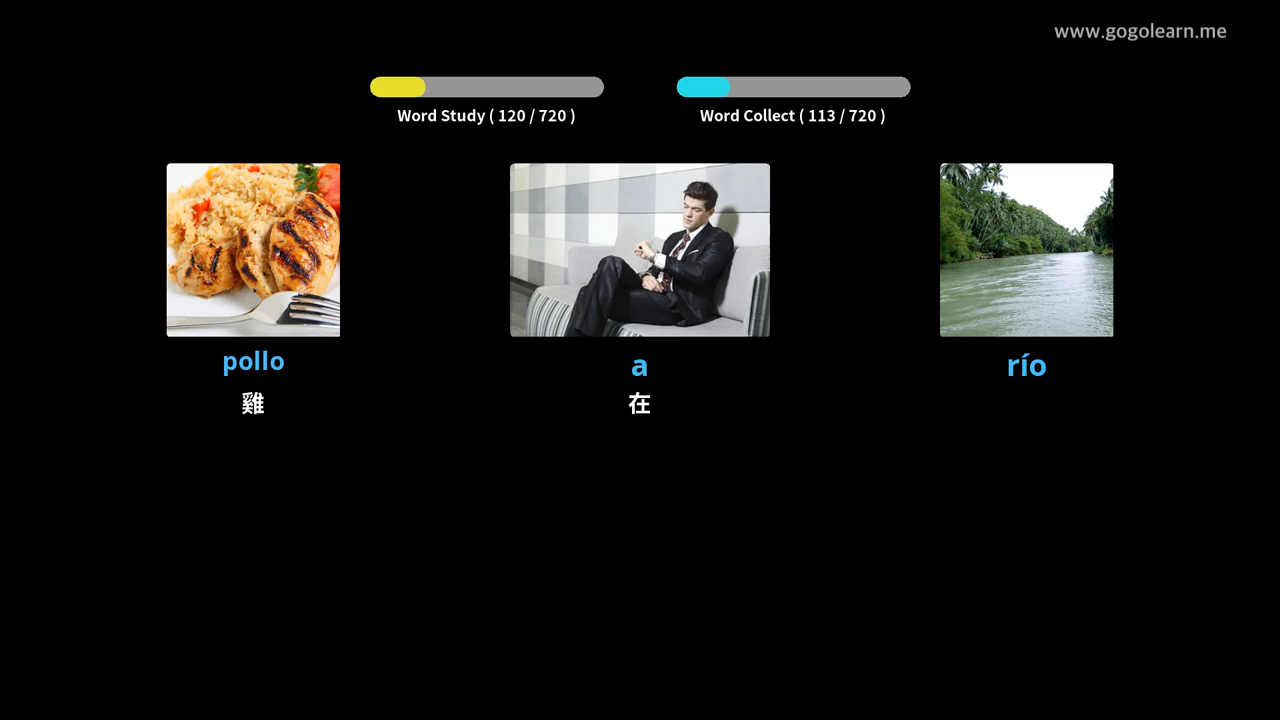 www.gogolearn.me
Word Study ( 120 / 720 )
Word Collect ( 113 / 720 )
pollo
雞
a
在
río